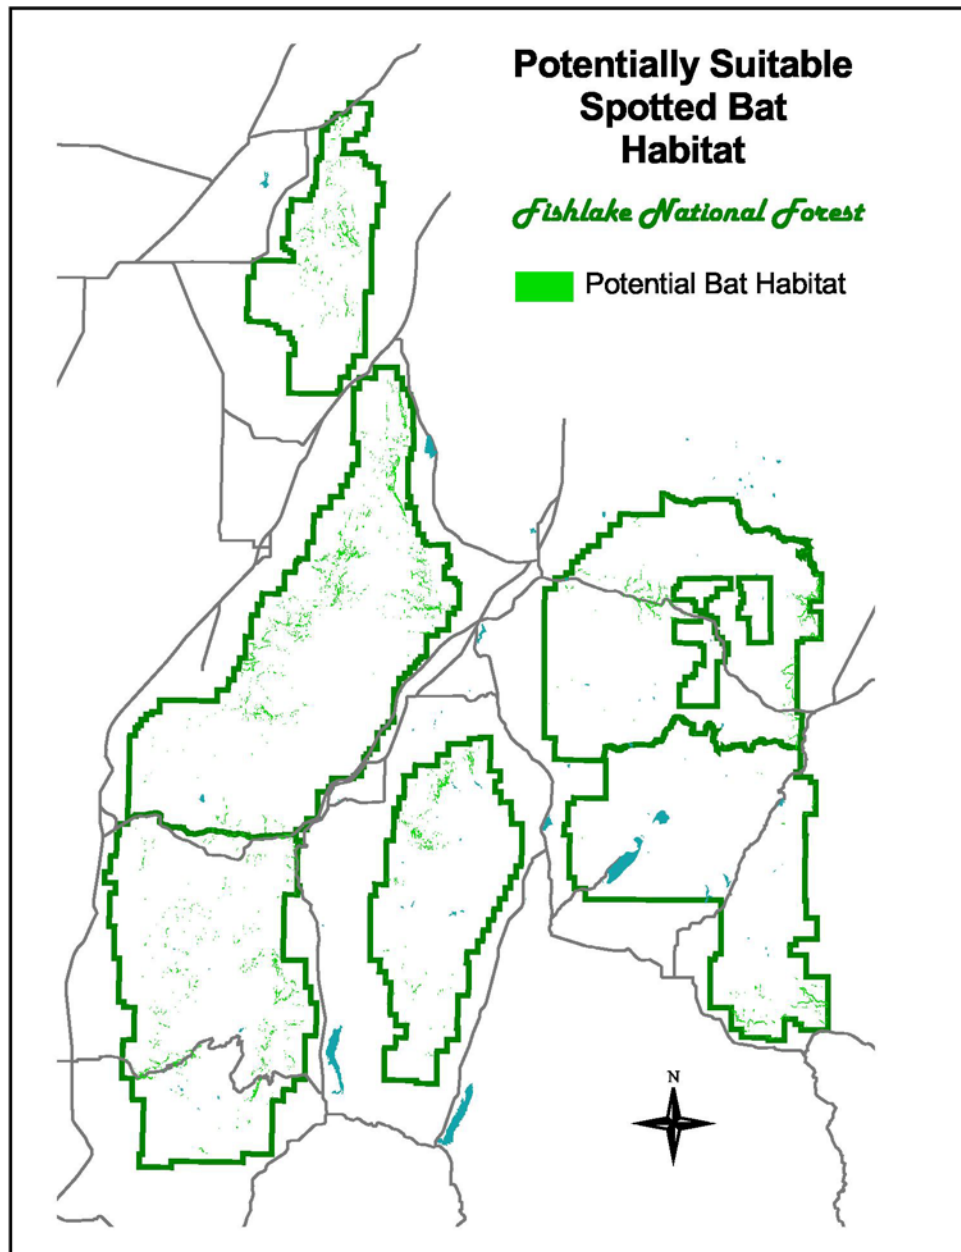 Potentially Suitable
Spotted Bat
Habitat
Fishlake National Forest
Potential Bat Habitat
N